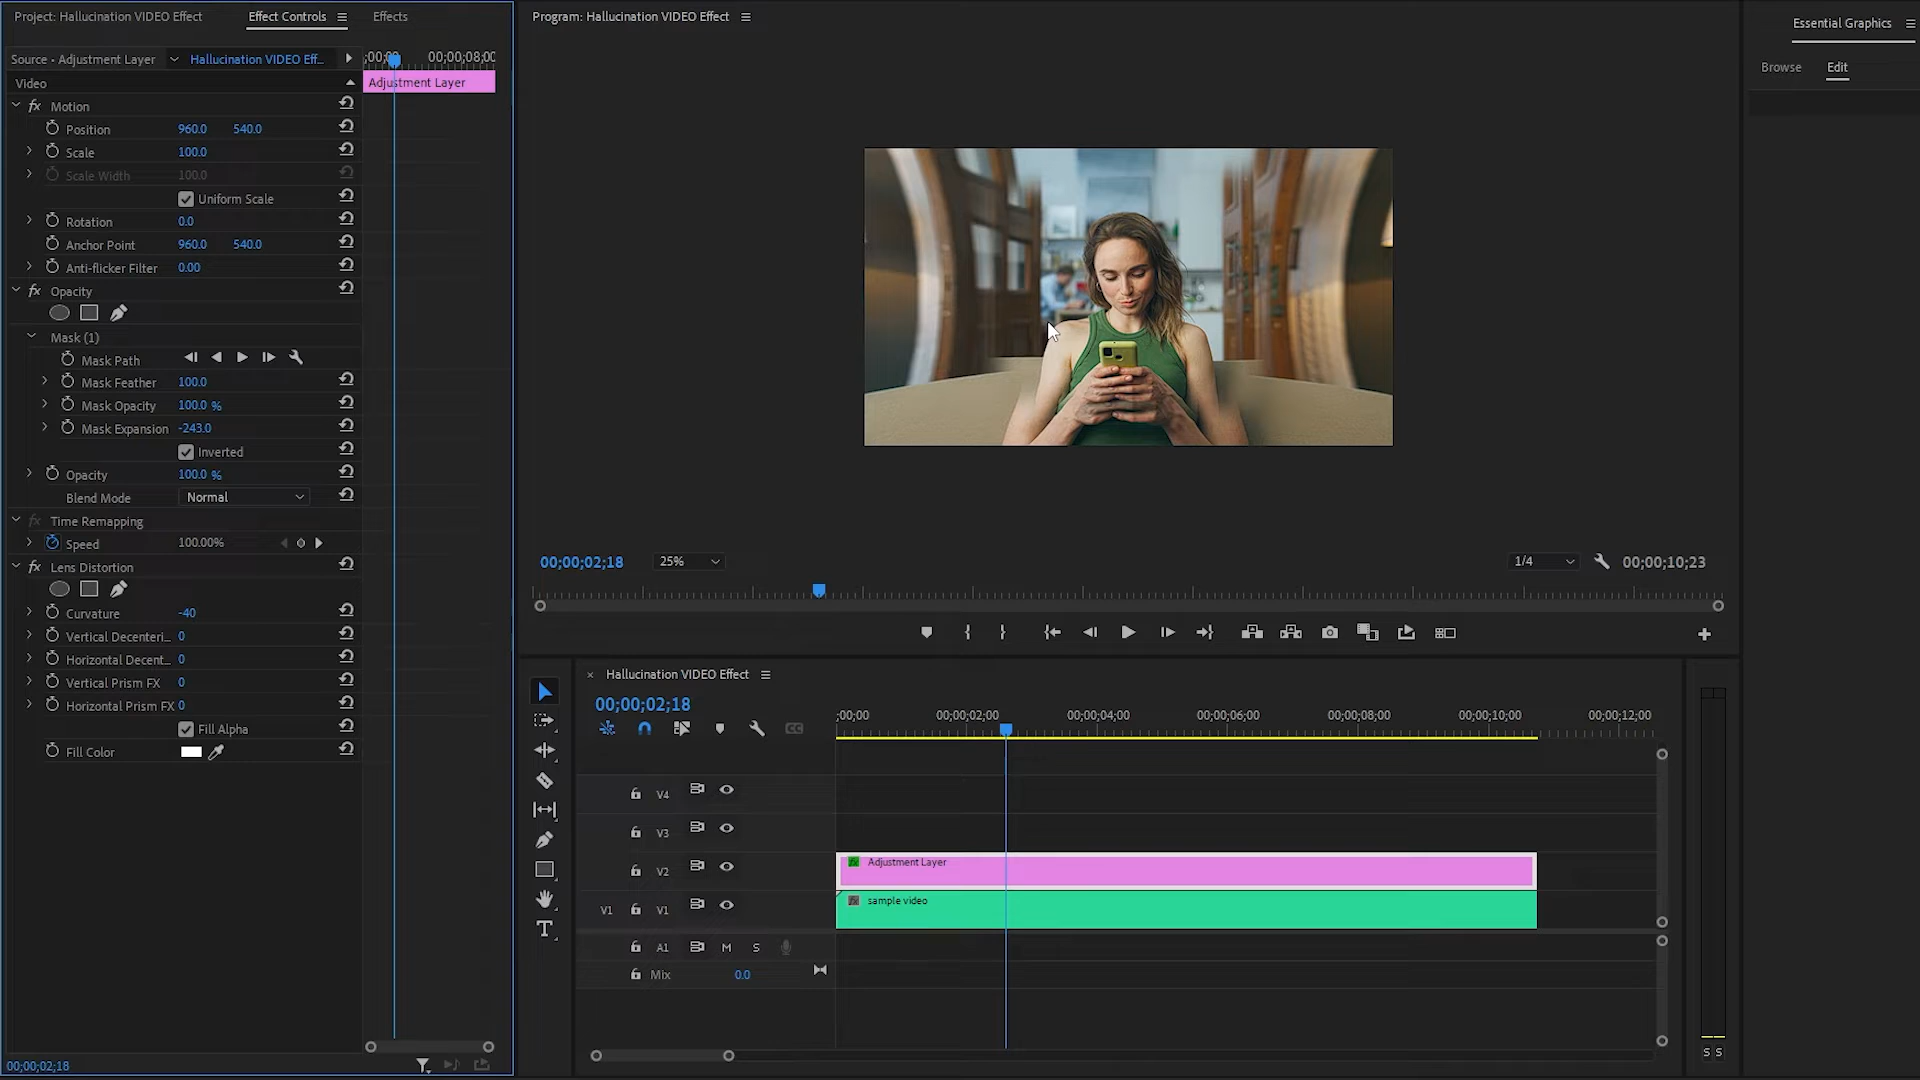 Project: Hallucination VIDEO Effect
Effect Controls
Effects
Source • Adjustment Layer
Hallucination VIDEO Eff...
;00;00
00;00;08;00
Video
Adjustment Layer
fx Motion
Position 960.0 540.0
Scale 100.0
Scale Width 100.0
Uniform Scale
Rotation 0.0
Anchor Point 960.0 540.0
Anti-flicker Filter 0.00
fx Opacity
Mask (1)
Mask Path
Mask Feather 100.0
Mask Opacity 100.0 %
Mask Expansion -243.0
Inverted
Opacity 100.0 %
Blend Mode Normal
fx Time Remapping
Speed 100.00%
fx Lens Distortion
Curvature -40
Vertical Decenteri... 0
Horizontal Decent... 0
Vertical Prism FX 0
Horizontal Prism FX 0
Fill Alpha
Fill Color
00;00;02;18
Program: Hallucination VIDEO Effect
00;00;02;18
25%
1/4
00;00;10;23
× Hallucination VIDEO Effect
00;00;02;18
;00;00
00;00;02;00
00;00;04;00
00;00;06;00
00;00;08;00
00;00;10;00
00;00;12;00
V4
V3
V2
fx Adjustment Layer
V1 V1
fx sample video
A1 M S
Mix 0.0
S S
Essential Graphics
Browse
Edit